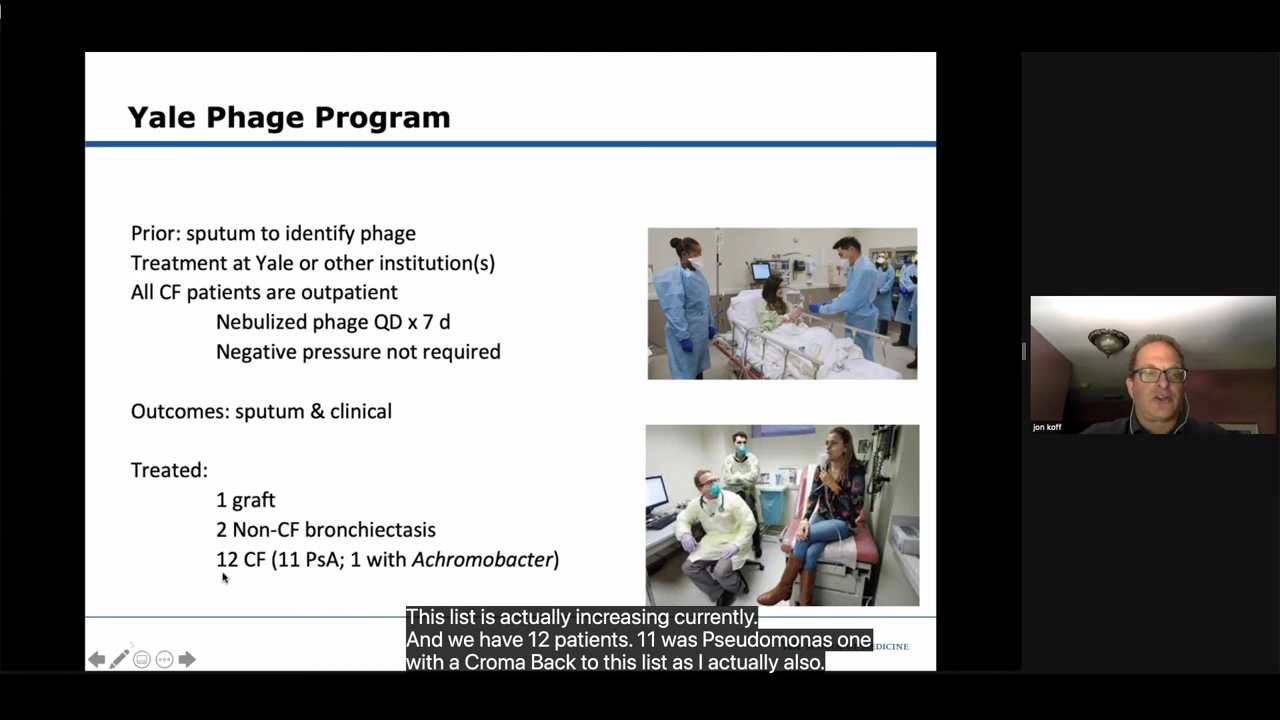 Yale Phage Program
Prior: sputum to identify phage
Treatment at Yale or other institution(s)
All CF patients are outpatient
Nebulized phage QD x 7 d
Negative pressure not required
Outcomes: sputum & clinical
Treated:
1 graft
2 Non-CF bronchiectasis
12 CF (11 PsA; 1 with Achromobacter)
This list is actually increasing currently.
And we have 12 patients. 11 was Pseudomonas one
with a Croma Back to this list as I actually also.
jon koff